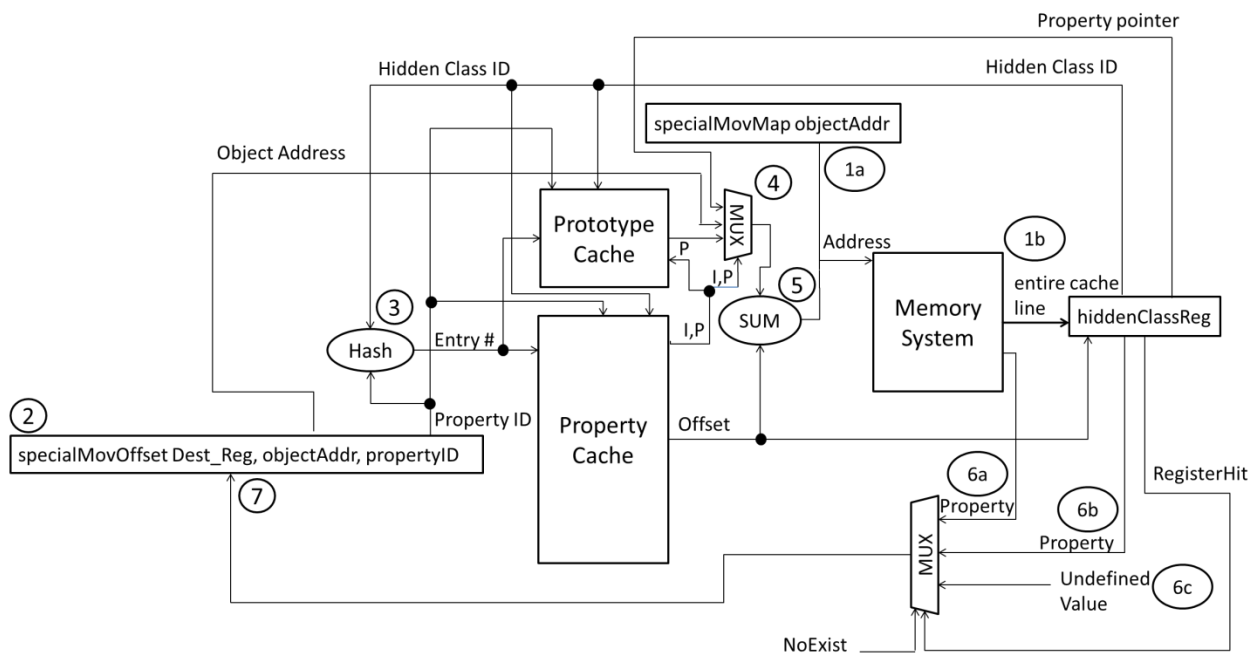 Property pointer
Hidden Class ID
Hidden Class ID
specialMovMap objectAddr
Object Address
1a
4
MUX
Prototype
Cache
P
I,P
Address
1b
5
SUM
Memory
System
entire cache
line
hiddenClassReg
3
Hash
Entry #
I,P
2
Property ID
Property
Cache
Offset
specialMovOffset Dest_Reg, objectAddr, propertyID
7
RegisterHit
6a
Property
6b
Property
MUX
Undefined
Value
6c
NoExist